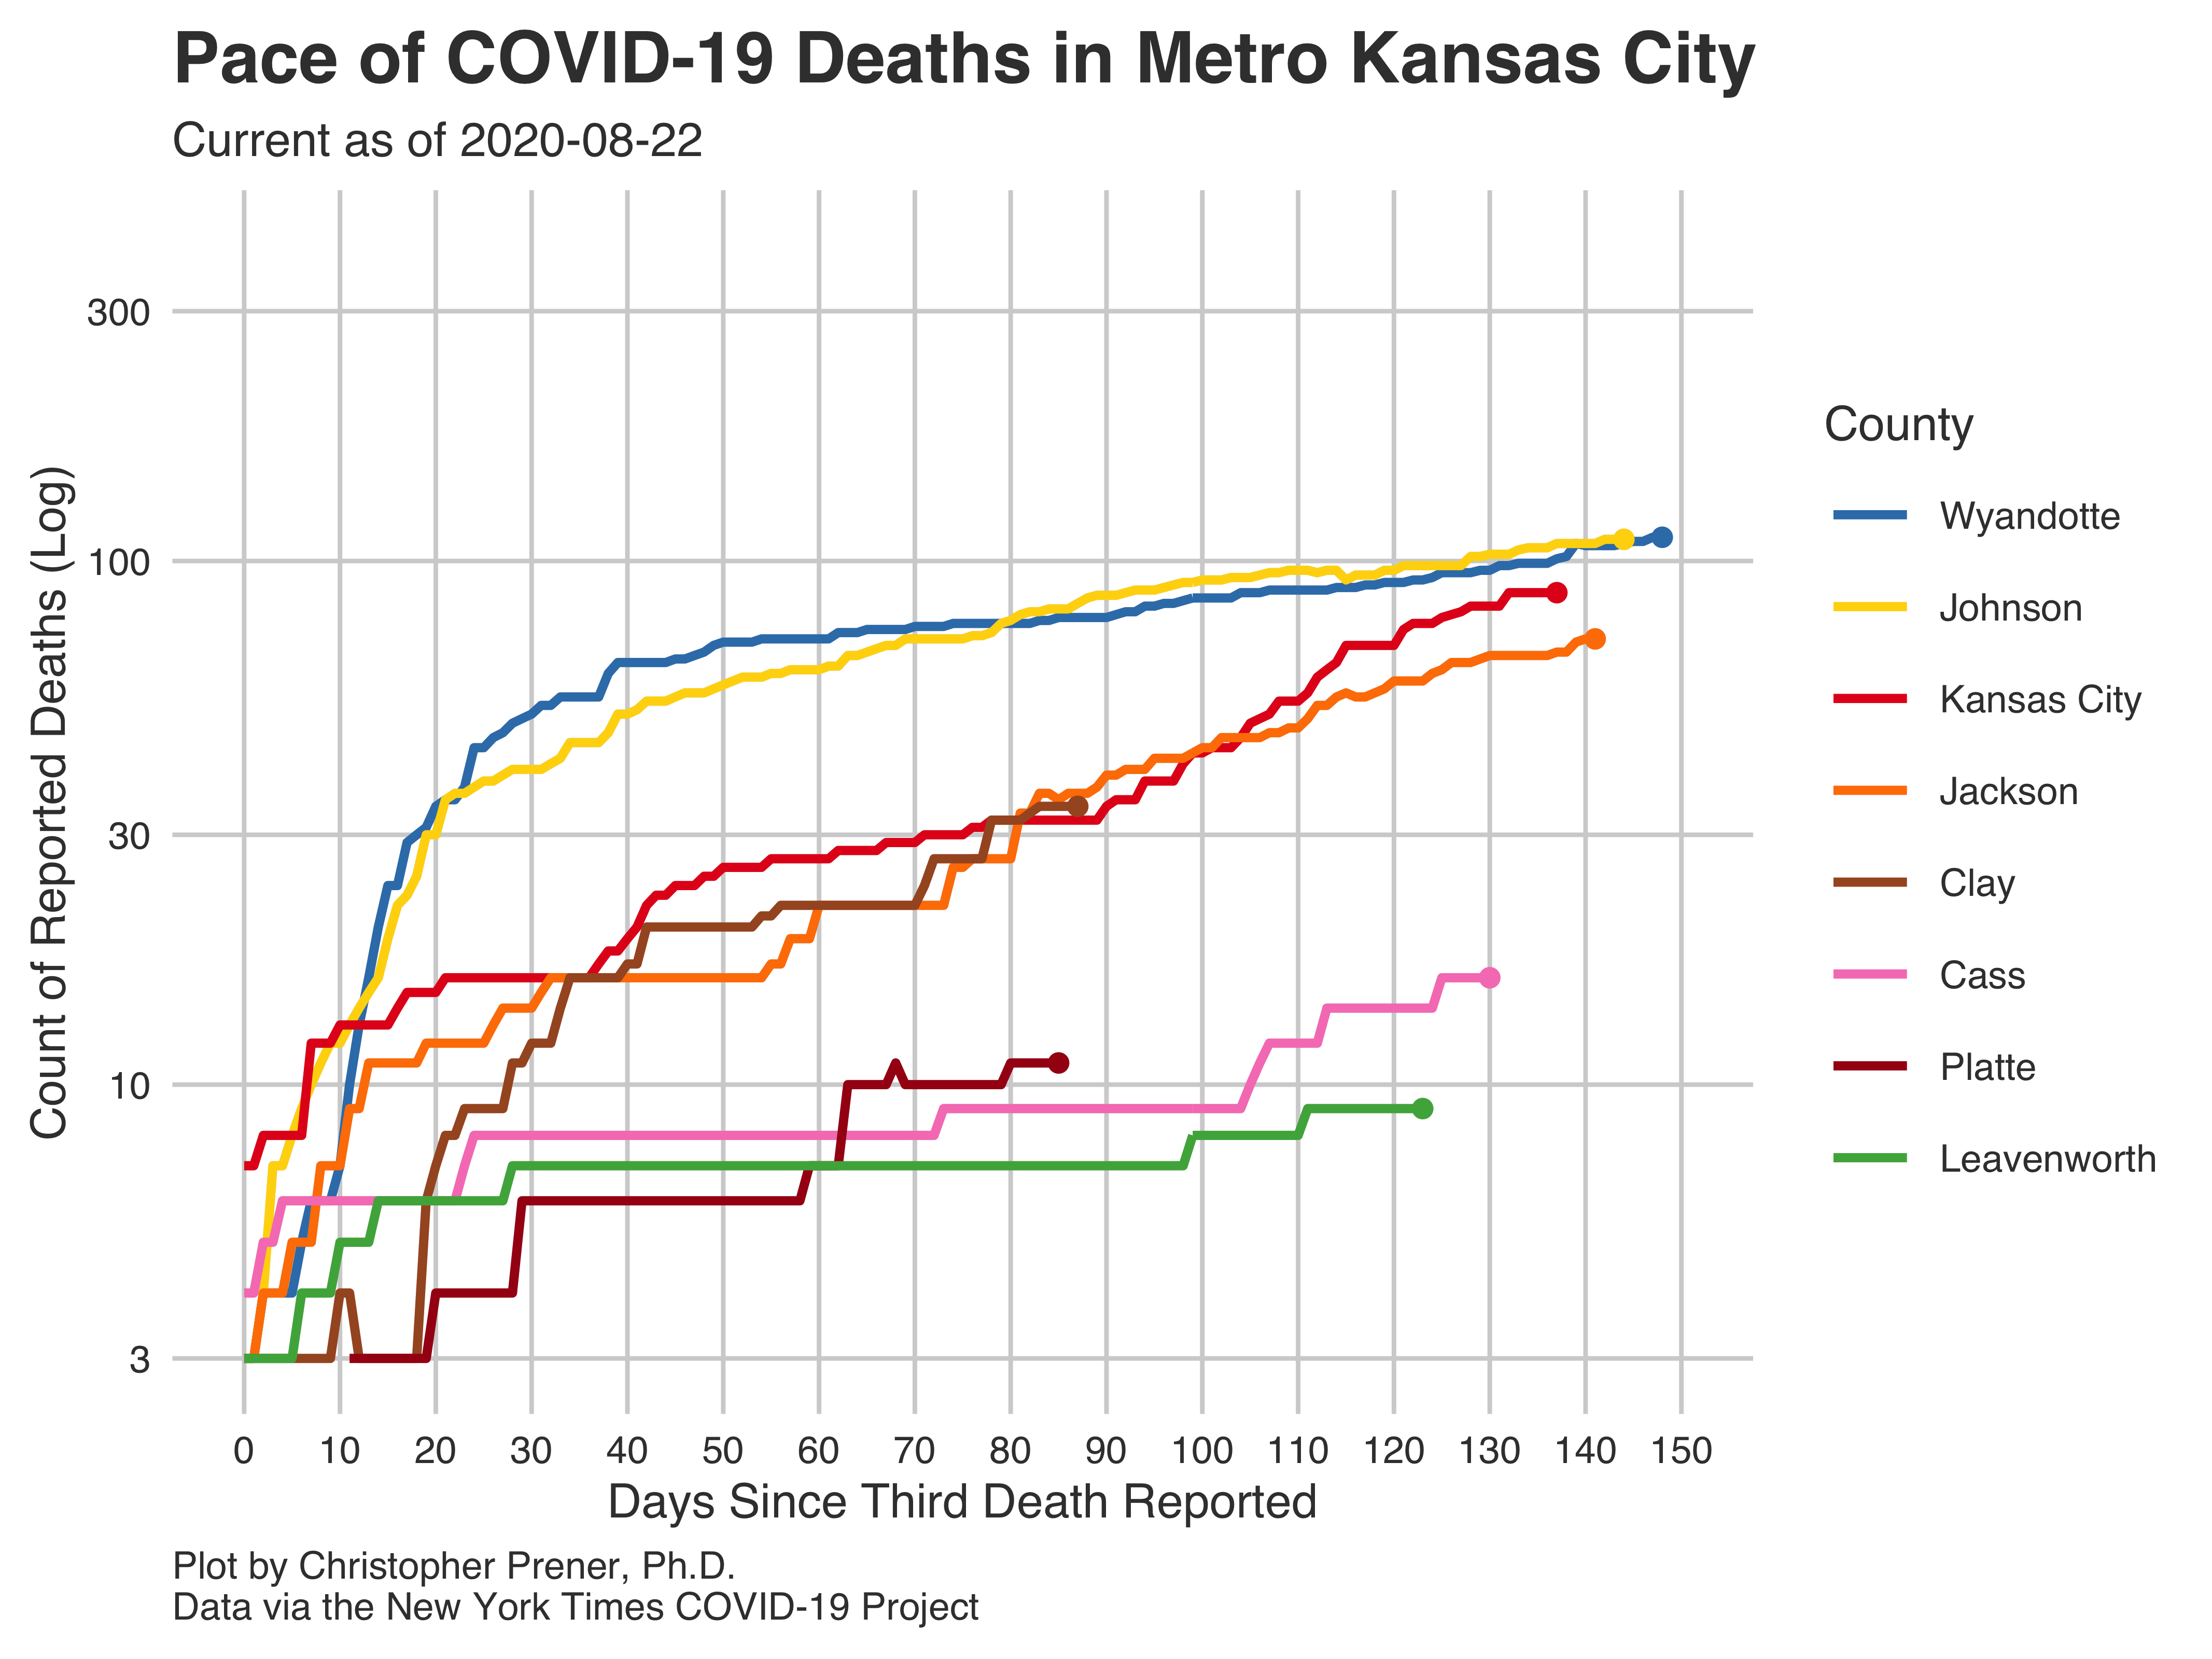 Pace of COVID-19 Deaths in Metro Kansas City
Current as of 2020-08-22
Count of Reported Deaths (Log)
300
100
30
10
3
0 10 20 30 40 50 60 70 80 90 100 110 120 130 140 150
Days Since Third Death Reported
County
Wyandotte
Johnson
Kansas City
Jackson
Clay
Cass
Platte
Leavenworth
Plot by Christopher Prener, Ph.D.
Data via the New York Times COVID-19 Project